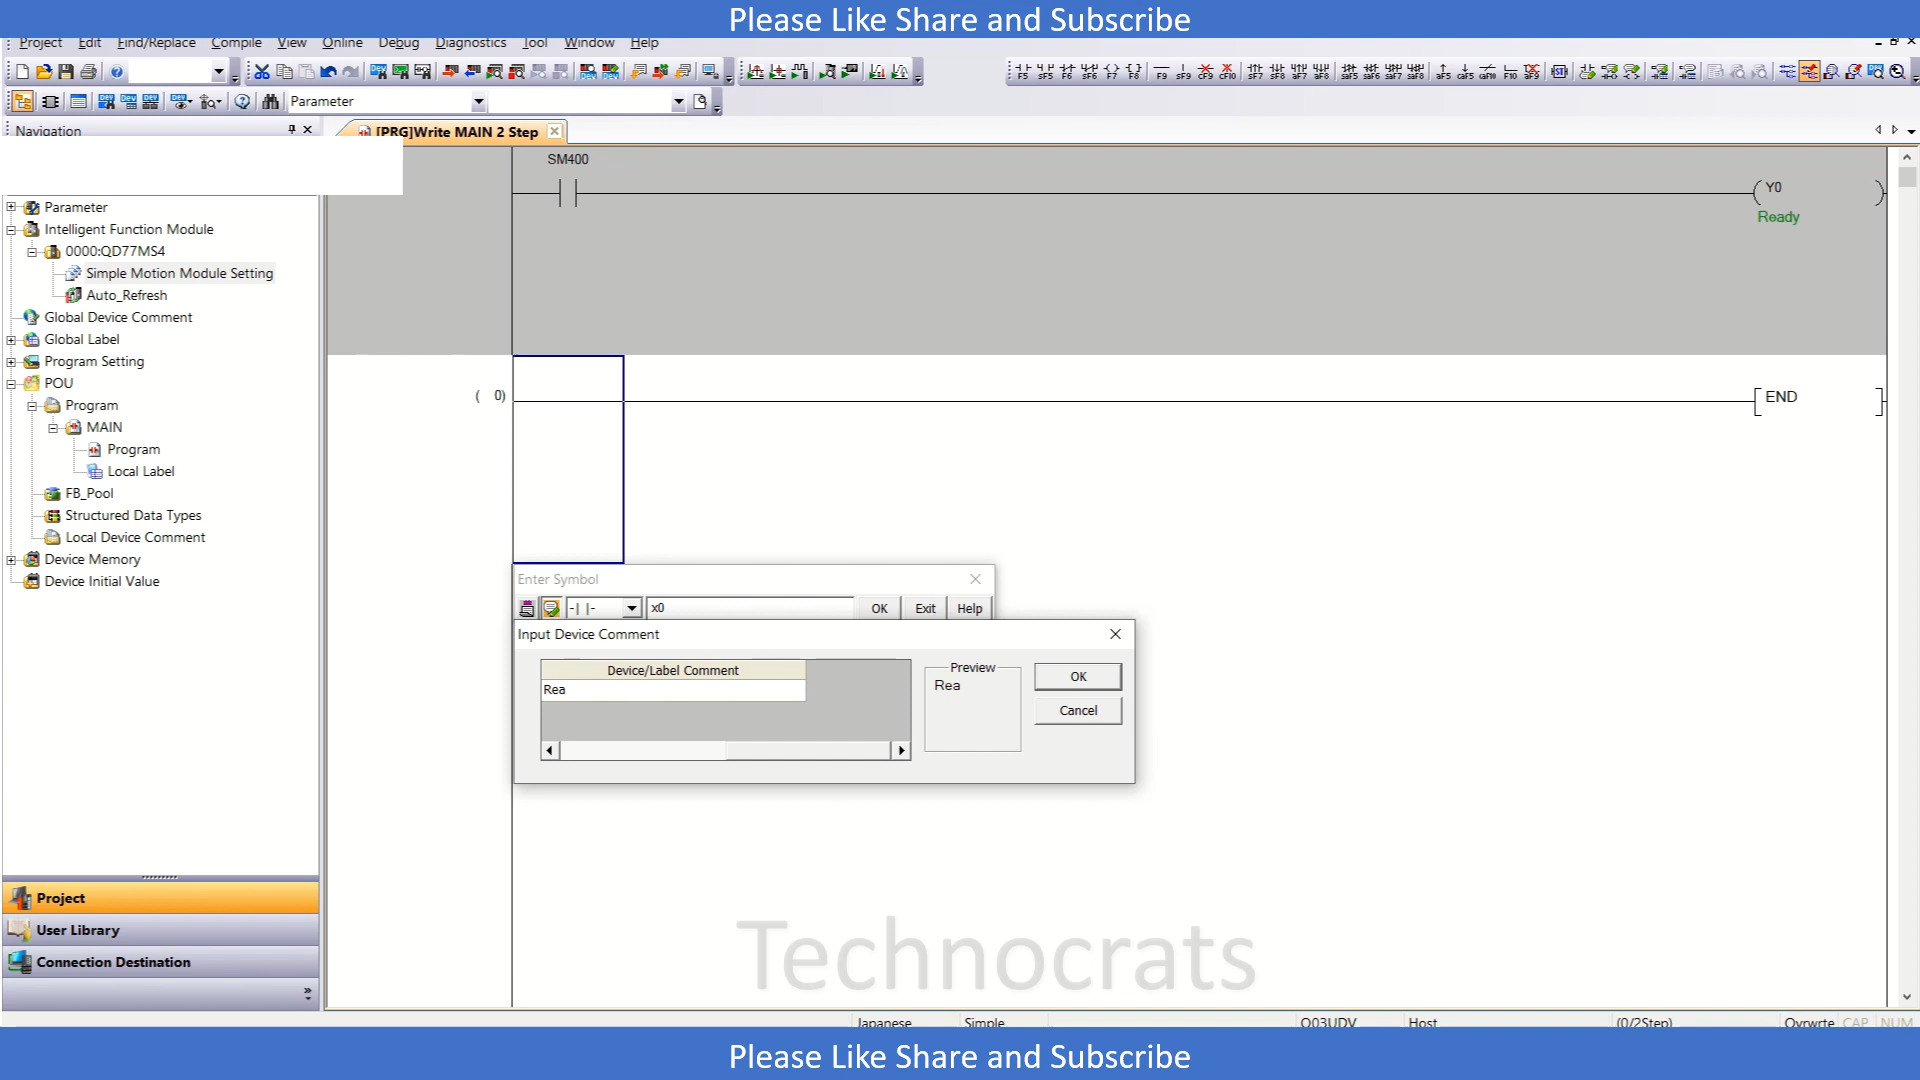 Please Like Share and Subscribe
Project Edit Find/Replace Compile View Online Debug Diagnostics Tool Window Help
Parameter
Navigation
[PRG]Write MAIN 2 Step
SM400
Y0
Ready
Parameter
Intelligent Function Module
0000:QD77MS4
Simple Motion Module Setting
Auto_Refresh
Global Device Comment
Global Label
Program Setting
POU
Program
MAIN
Program
Local Label
FB_Pool
Structured Data Types
Local Device Comment
Device Memory
Device Initial Value
( 0)
END
Enter Symbol
x0 OK Exit Help
Input Device Comment
Device/Label Comment
Rea
Preview
Rea
OK
Cancel
Project
User Library
Connection Destination
Technocrats
Japanese Simple Q03UDV Host (0/2Step) Ovrwrte CAP NUM
Please Like Share and Subscribe